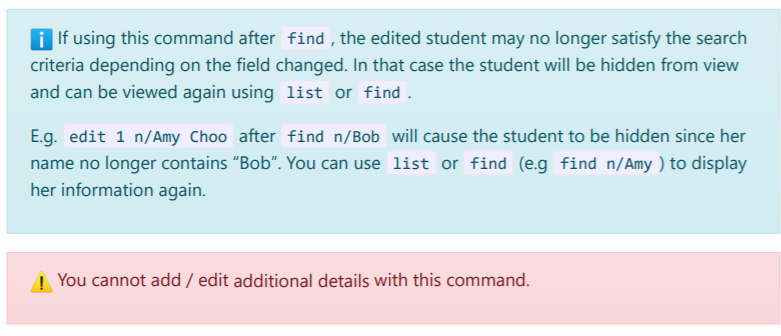 ℹ️ If using this command after find, the edited student may no longer satisfy the search
criteria depending on the field changed. In that case the student will be hidden from view
and can be viewed again using list or find.
E.g. edit 1 n/Amy Choo after find n/Bob will cause the student to be hidden since her
name no longer contains “Bob”. You can use list or find (e.g find n/Amy) to display
her information again.
⚠️ You cannot add / edit additional details with this command.